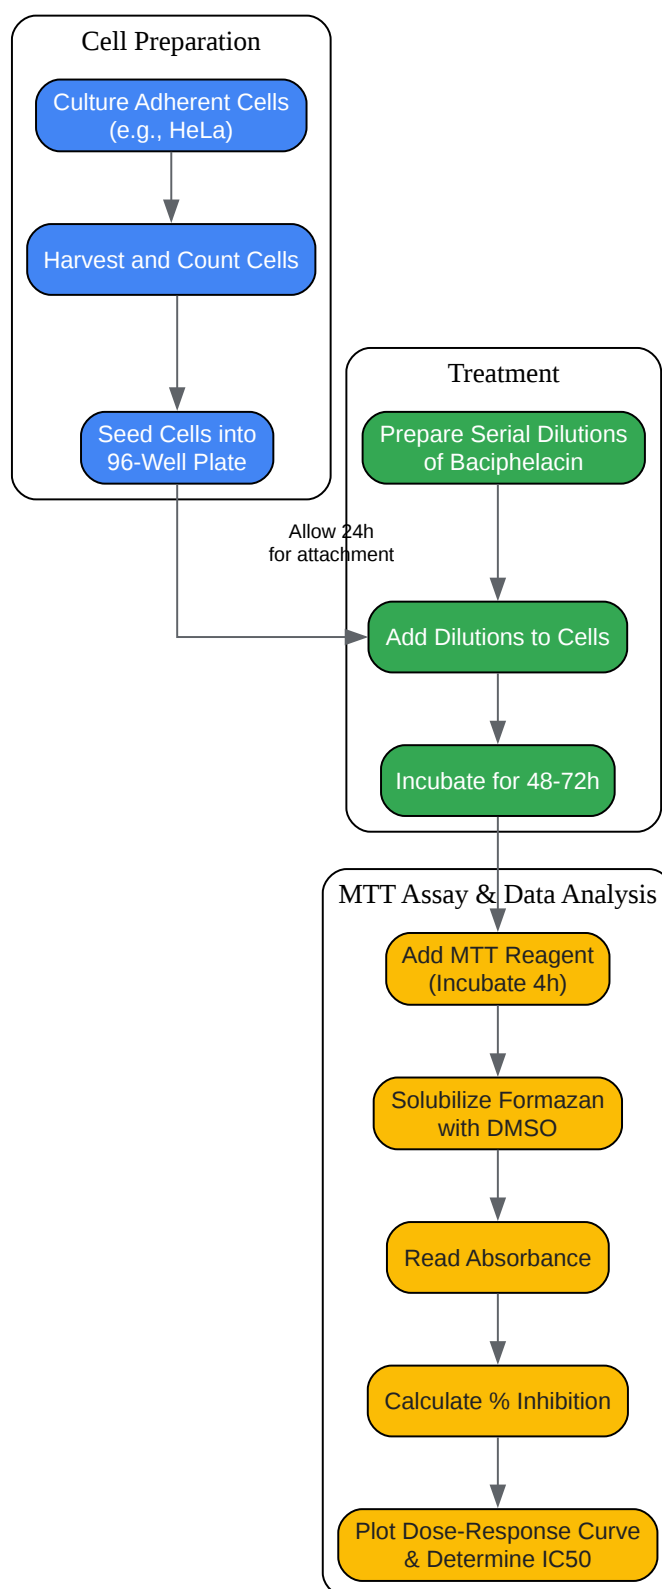 Cell Preparation
Culture Adherent Cells
(e.g., HeLa)
Harvest and Count Cells
Seed Cells into
96-Well Plate
Allow 24h
for attachment
Treatment
Prepare Serial Dilutions
of Baciphelacin
Add Dilutions to Cells
Incubate for 48-72h
MTT Assay & Data Analysis
Add MTT Reagent
(Incubate 4h)
Solubilize Formazan
with DMSO
Read Absorbance
Calculate % Inhibition
Plot Dose-Response Curve
& Determine IC50